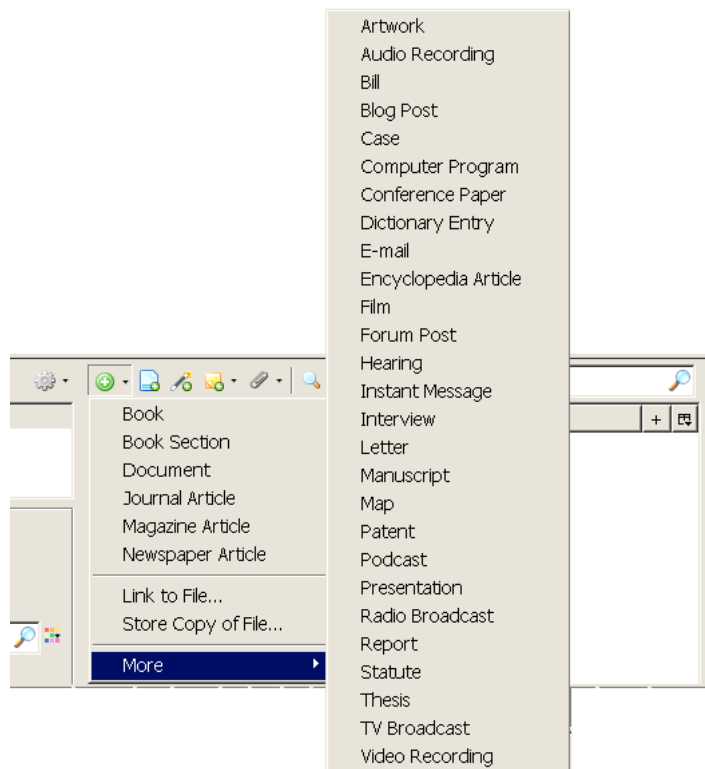 Artwork
Audio Recording
Bill
Blog Post
Case
Computer Program
Conference Paper
Dictionary Entry
E-mail
Encyclopedia Article
Film
Forum Post
Hearing
Instant Message
Interview
Letter
Manuscript
Map
Patent
Podcast
Presentation
Radio Broadcast
Report
Statute
Thesis
TV Broadcast
Video Recording
Book
Book Section
Document
Journal Article
Magazine Article
Newspaper Article
Link to File...
Store Copy of File...
More